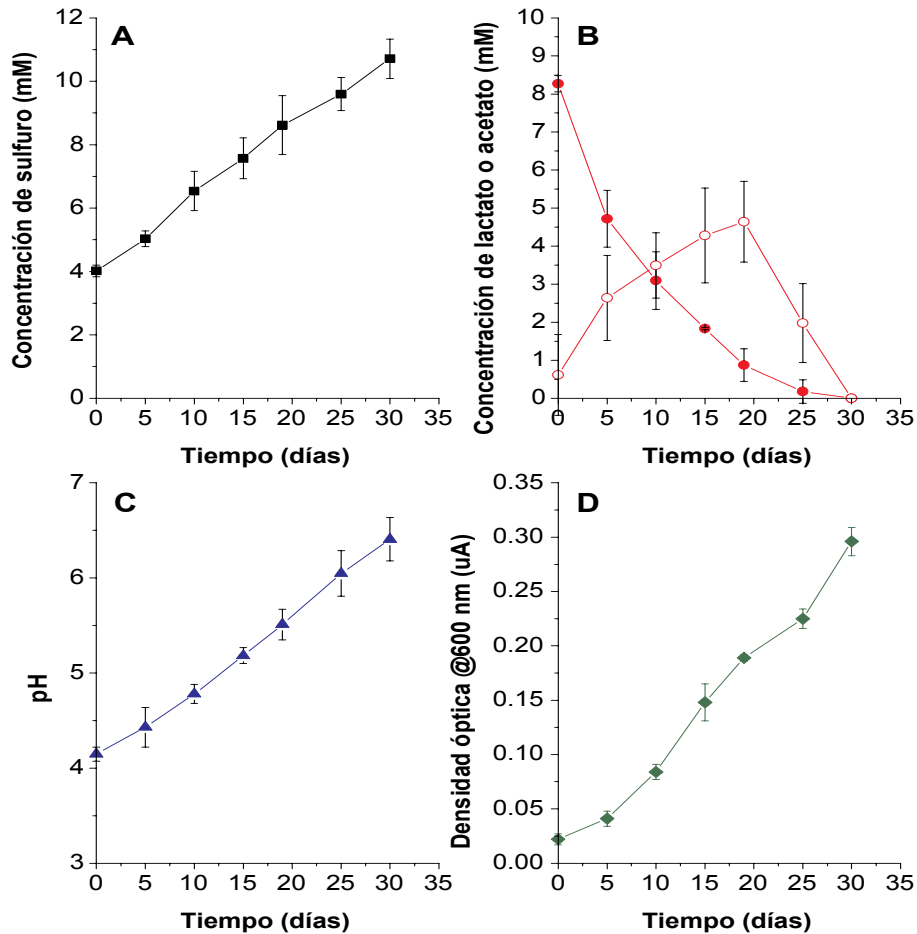 A
Concentración de sulfuro (mM)
12
10
8
6
4
2
0
0 5 10 15 20 25 30 35
Tiempo (días)
B
Concentración de lactato o acetato (mM)
10
9
8
7
6
5
4
3
2
1
0
0 5 10 15 20 25 30 35
Tiempo (días)
C
pH
7
6
5
4
3
0 5 10 15 20 25 30 35
Tiempo (días)
D
Densidad óptica @600 nm (uA)
0.35
0.30
0.25
0.20
0.15
0.10
0.05
0.00
0 5 10 15 20 25 30 35
Tiempo (días)